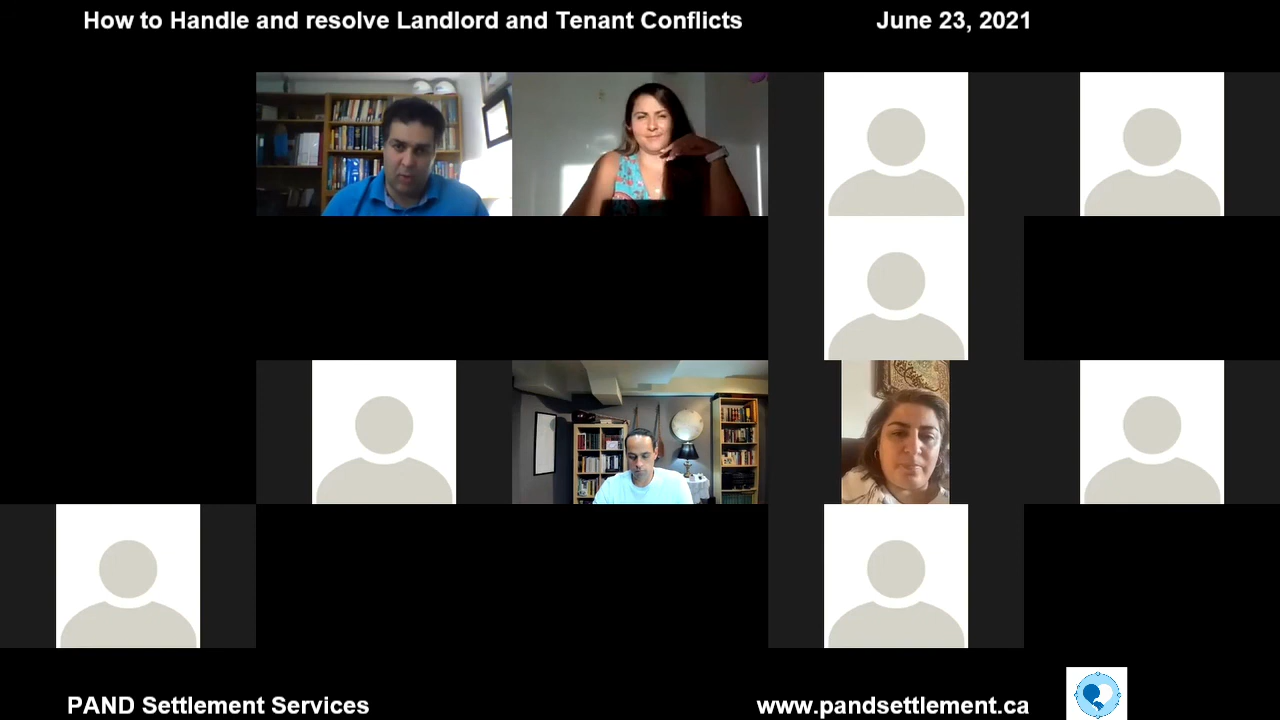 How to Handle and resolve Landlord and Tenant Conflicts
June 23, 2021
PAND Settlement Services
www.pandsettlement.ca